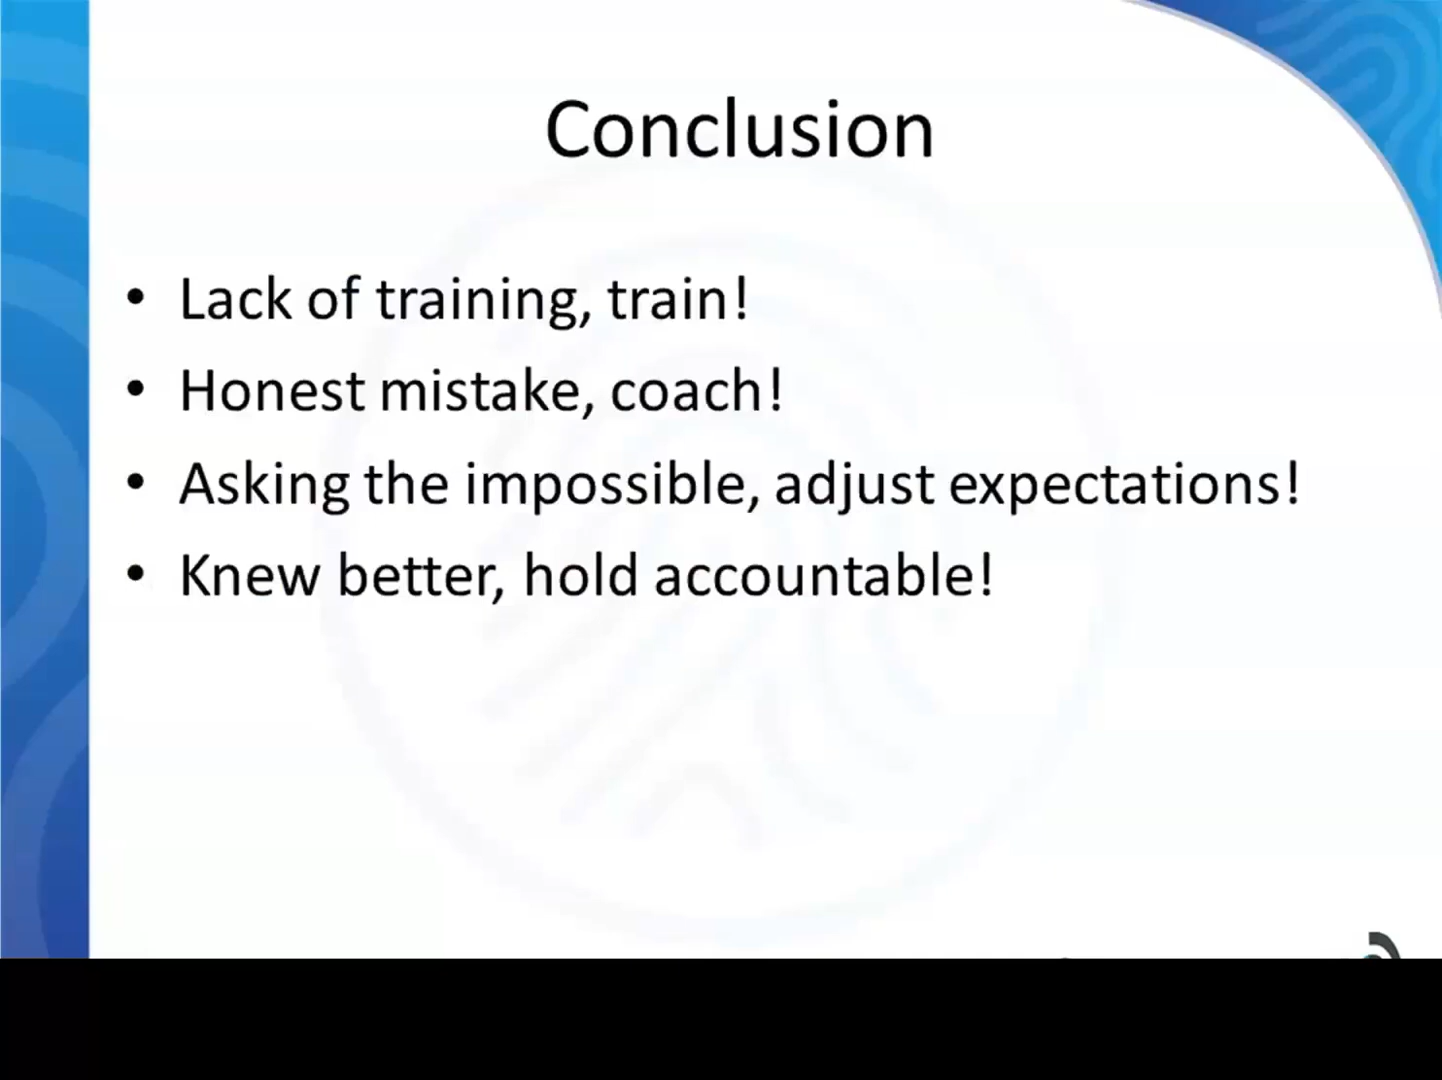 Conclusion
• Lack of training, train!
• Honest mistake, coach!
• Asking the impossible, adjust expectations!
• Knew better, hold accountable!